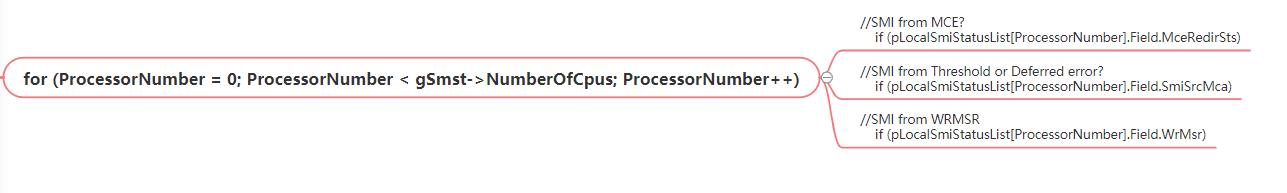 for (ProcessorNumber = 0; ProcessorNumber < gSmst->NumberOfCpus; ProcessorNumber++)
//SMI from MCE?
if (pLocalSmiStatusList[ProcessorNumber].Field.MceRedirSts)
//SMI from Threshold or Deferred error?
if (pLocalSmiStatusList[ProcessorNumber].Field.SmiSrcMca)
//SMI from WRMSR
if (pLocalSmiStatusList[ProcessorNumber].Field.WrMsr)